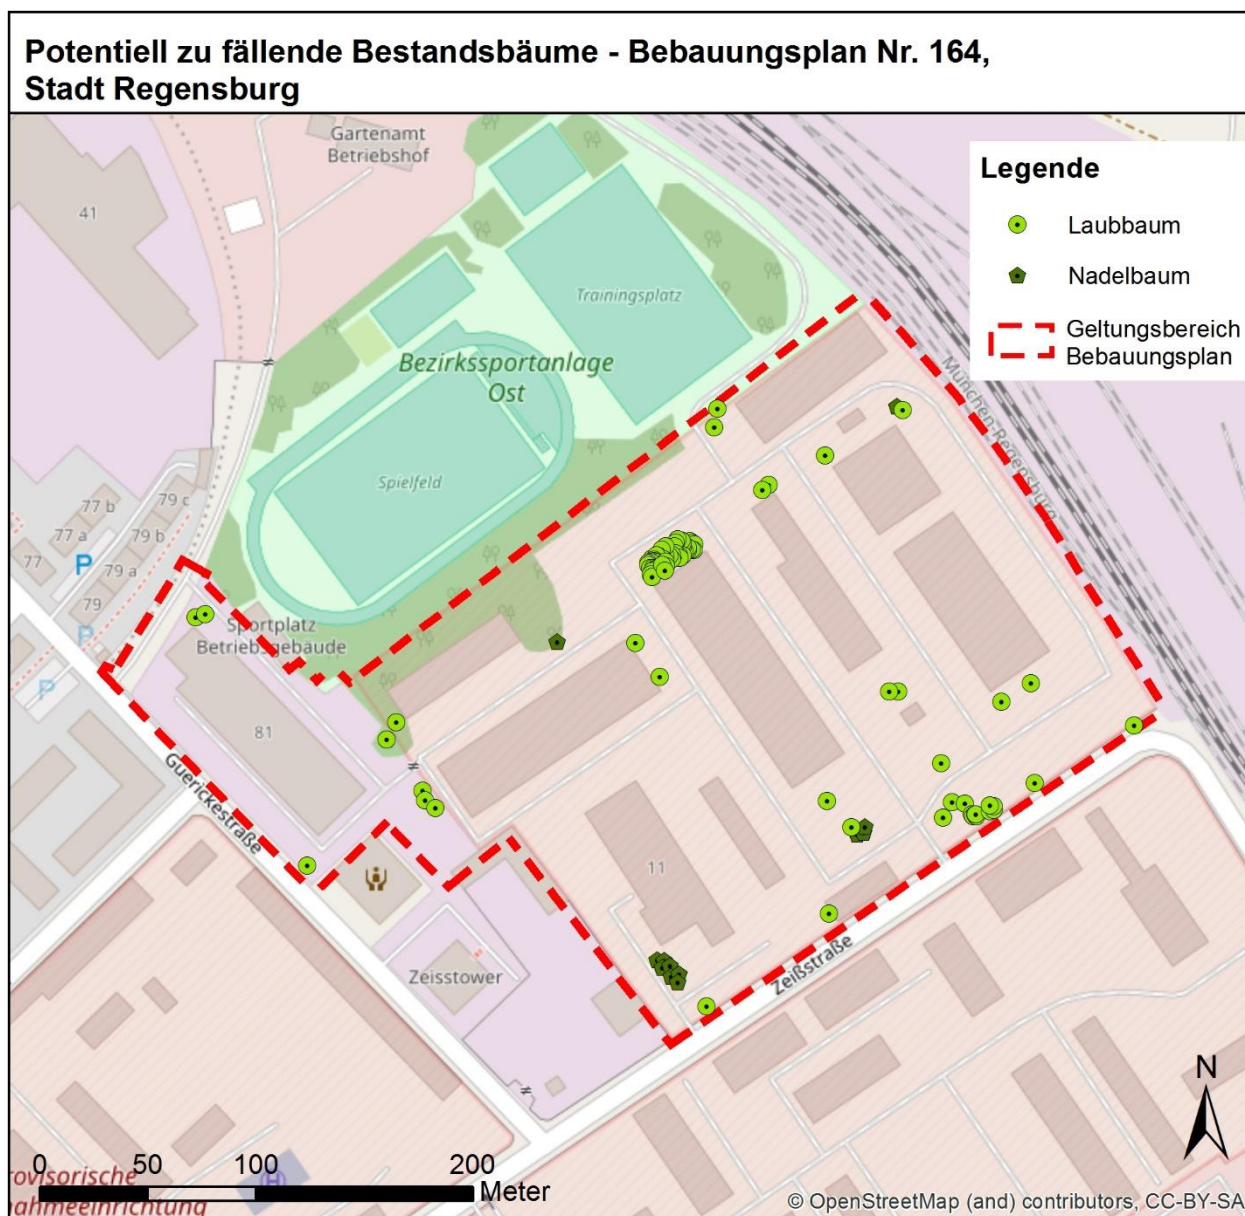 Potentiell zu fällende Bestandsbäume - Bebauungsplan Nr. 164,
Stadt Regensburg
Gartenamt
Betriebshof
Legende
Laubbaum
Nadelbaum
Geltungsbereich
Bebauungsplan
41
Trainingsplatz
Bezirkssportanlage
Ost
München-Regensburg
Spielfeld
77 b
79 c
77 a
79 b
77
P
79 a
79
P
P
Sportplatz
Betriebsgebäude
81
Guerickestraße
11
Zeisstower
Zeißstraße
N
0 50 100 200
Meter
rovisorische
H
nahmeeinrichtung
© OpenStreetMap (and) contributors, CC-BY-SA